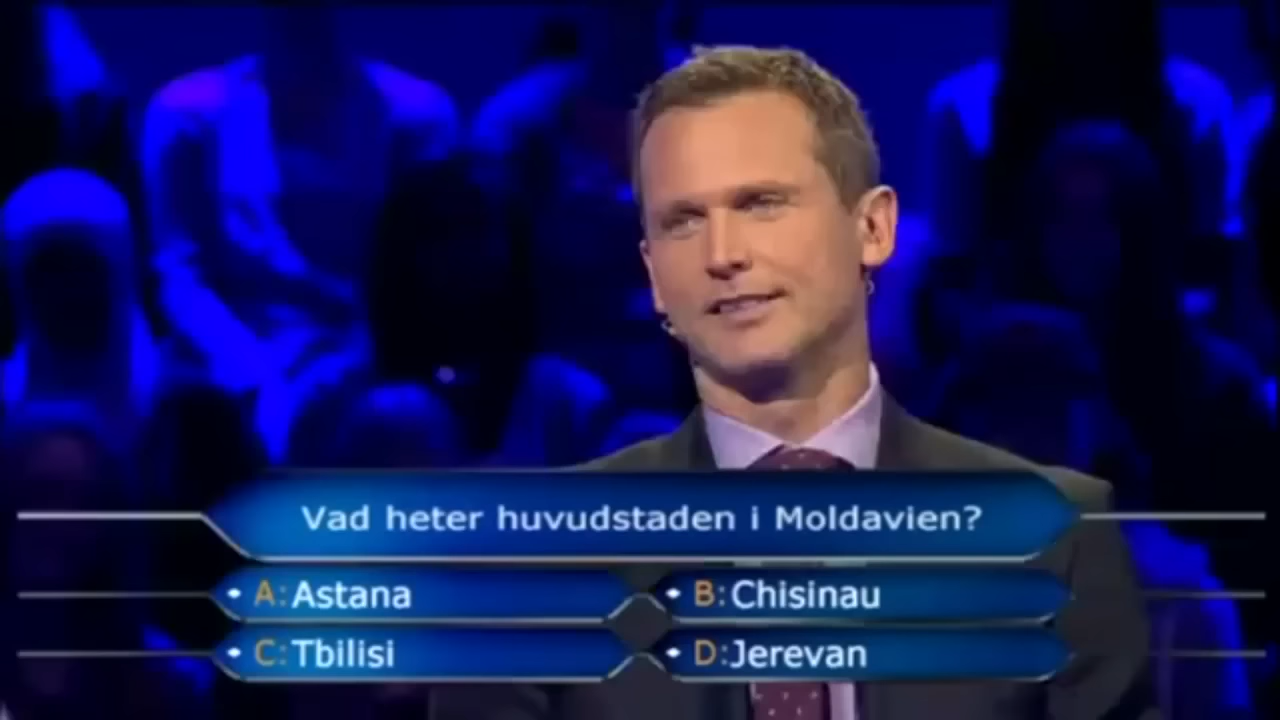 Vad heter huvudstaden i Moldavien?
A: Astana
B: Chisinau
C: Tbilisi
D: Jerevan